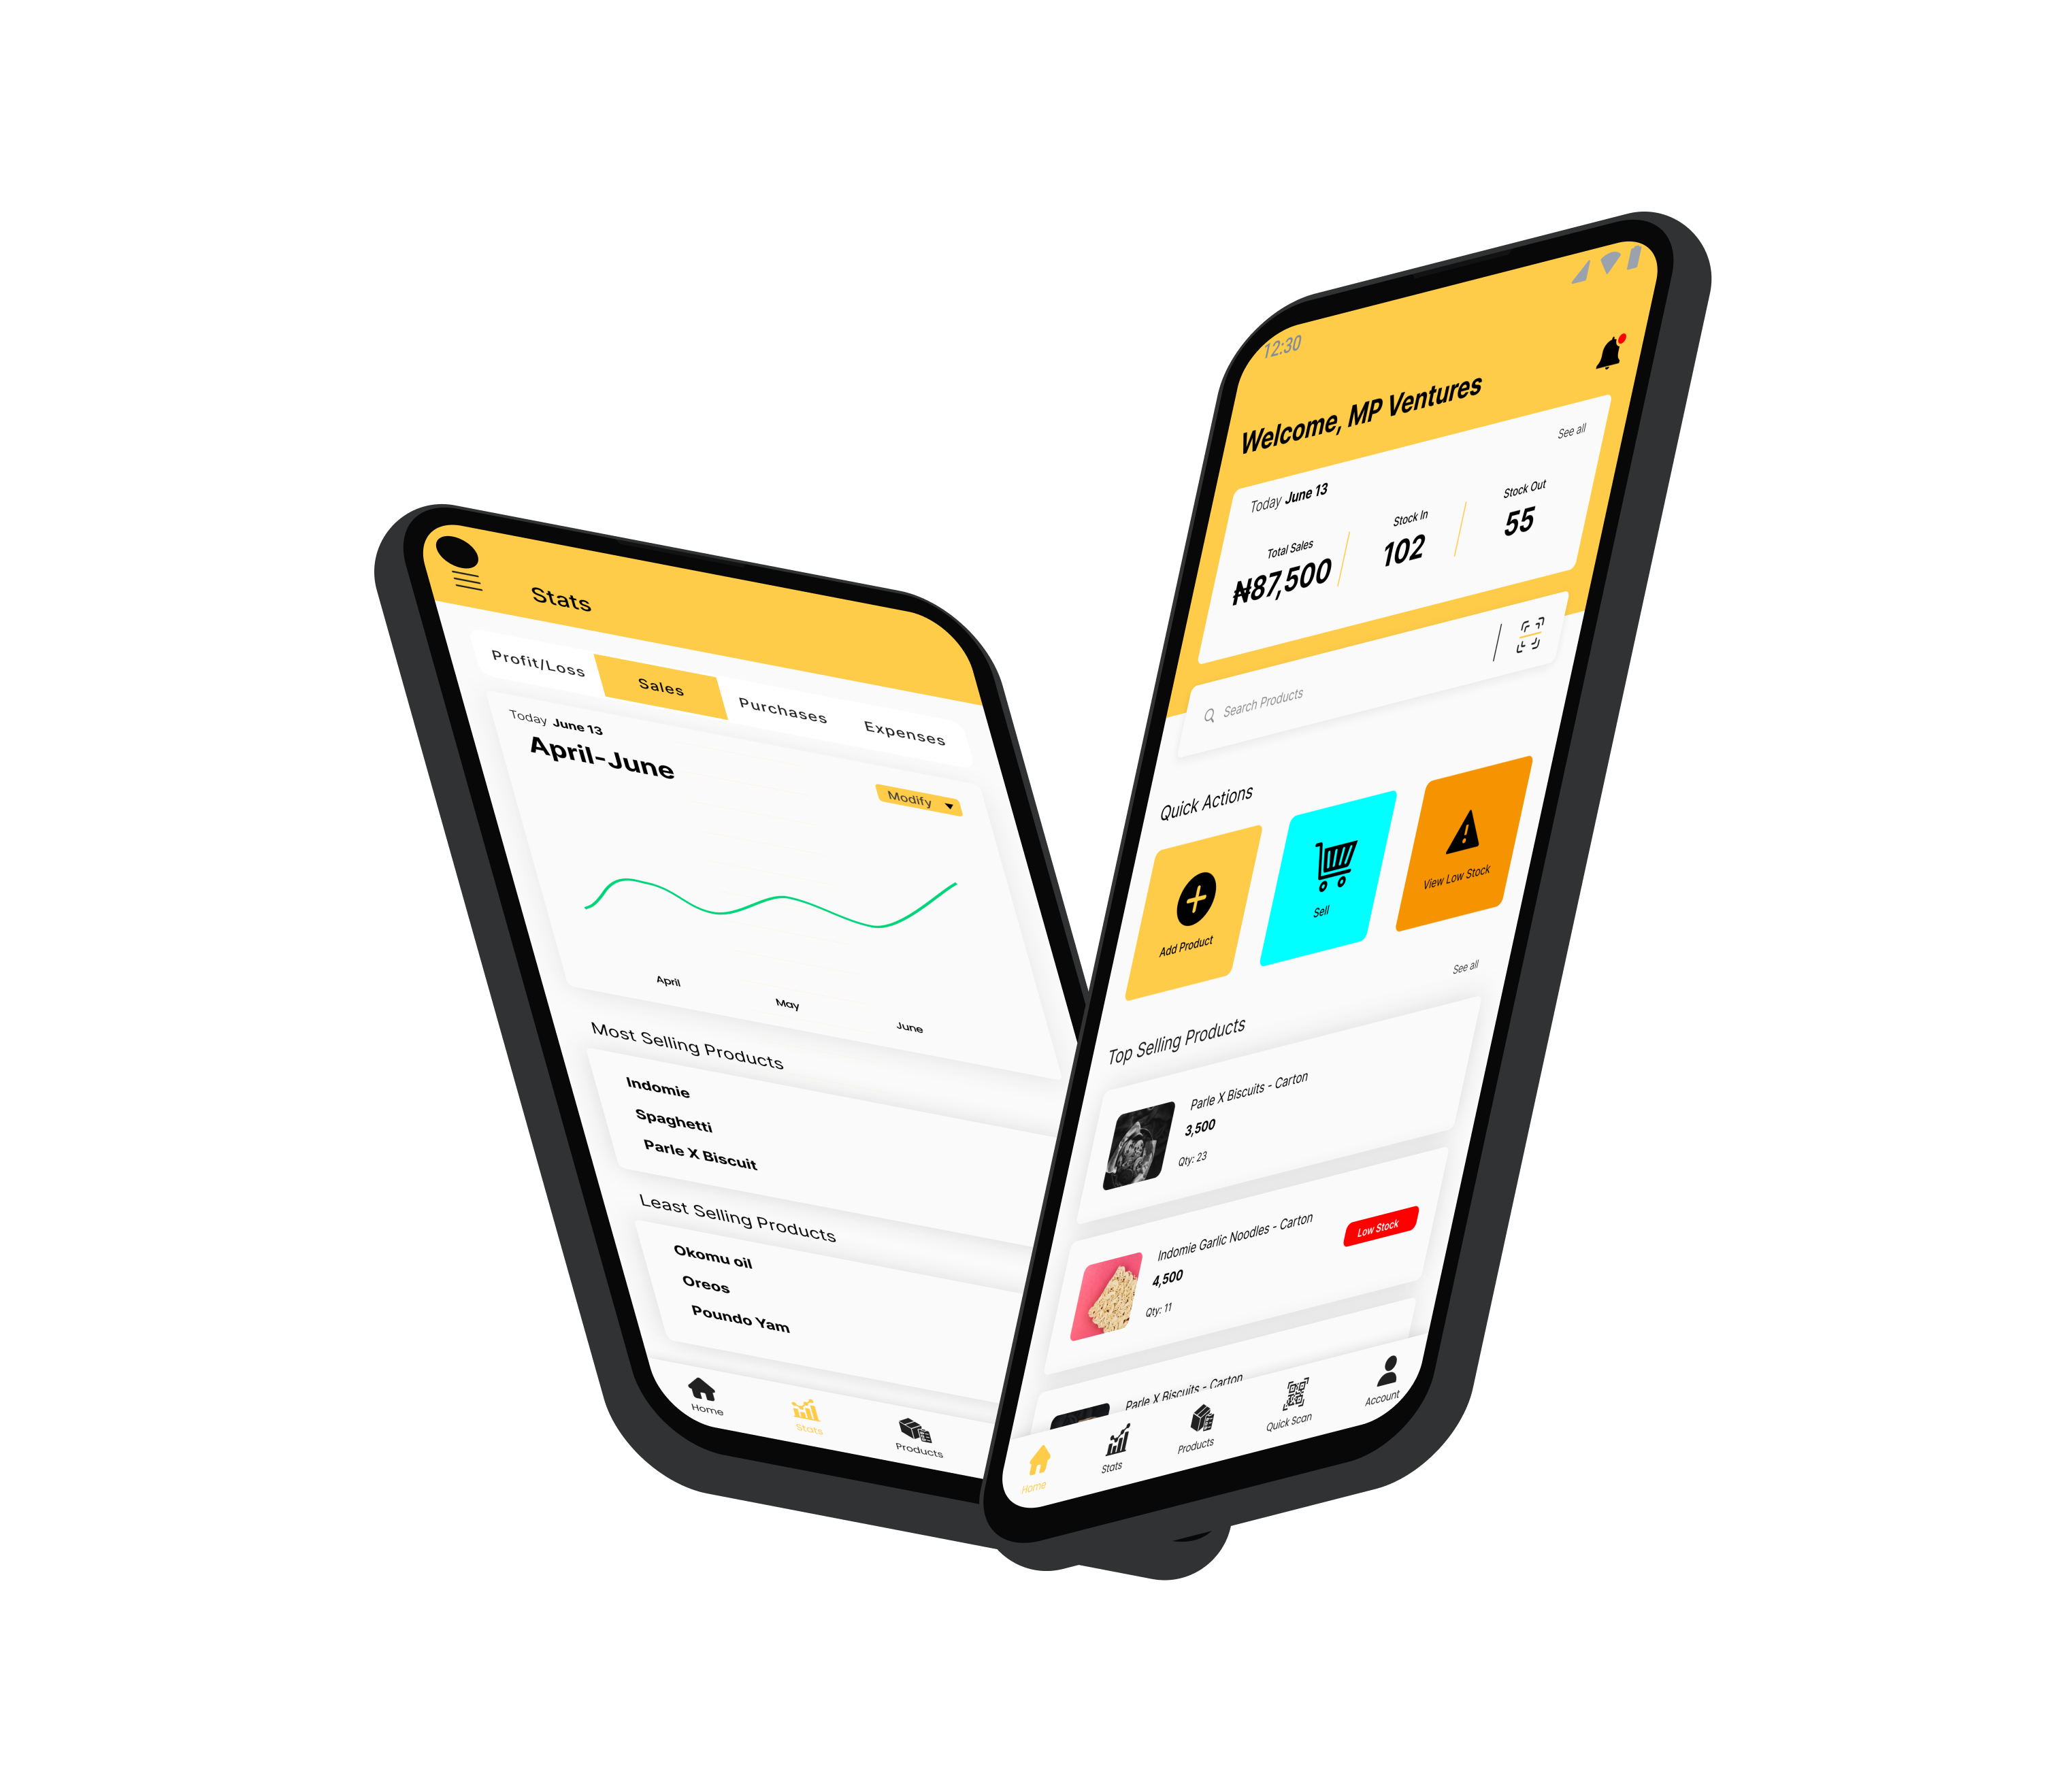 Stats
Profit/Loss
Sales
Purchases
Expenses
Today June 13
April-June
Modify
April
May
June
Most Selling Products
Indomie
Spaghetti
Parle X Biscuit
Least Selling Products
Okomu oil
Oreos
Poundo Yam
Home
Stats
Products
12:30
Welcome, MP Ventures
See all
Today June 13
Total Sales
₦87,500
Stock In
102
Stock Out
55
Search Products
Quick Actions
Add Product
Sell
View Low Stock
See all
Top Selling Products
Parle X Biscuits - Carton
3,500
Qty: 23
Indomie Garlic Noodles - Carton
4,500
Qty: 11
Low Stock
Parle X Biscuits - Carton
Home
Stats
Products
Quick Scan
Account